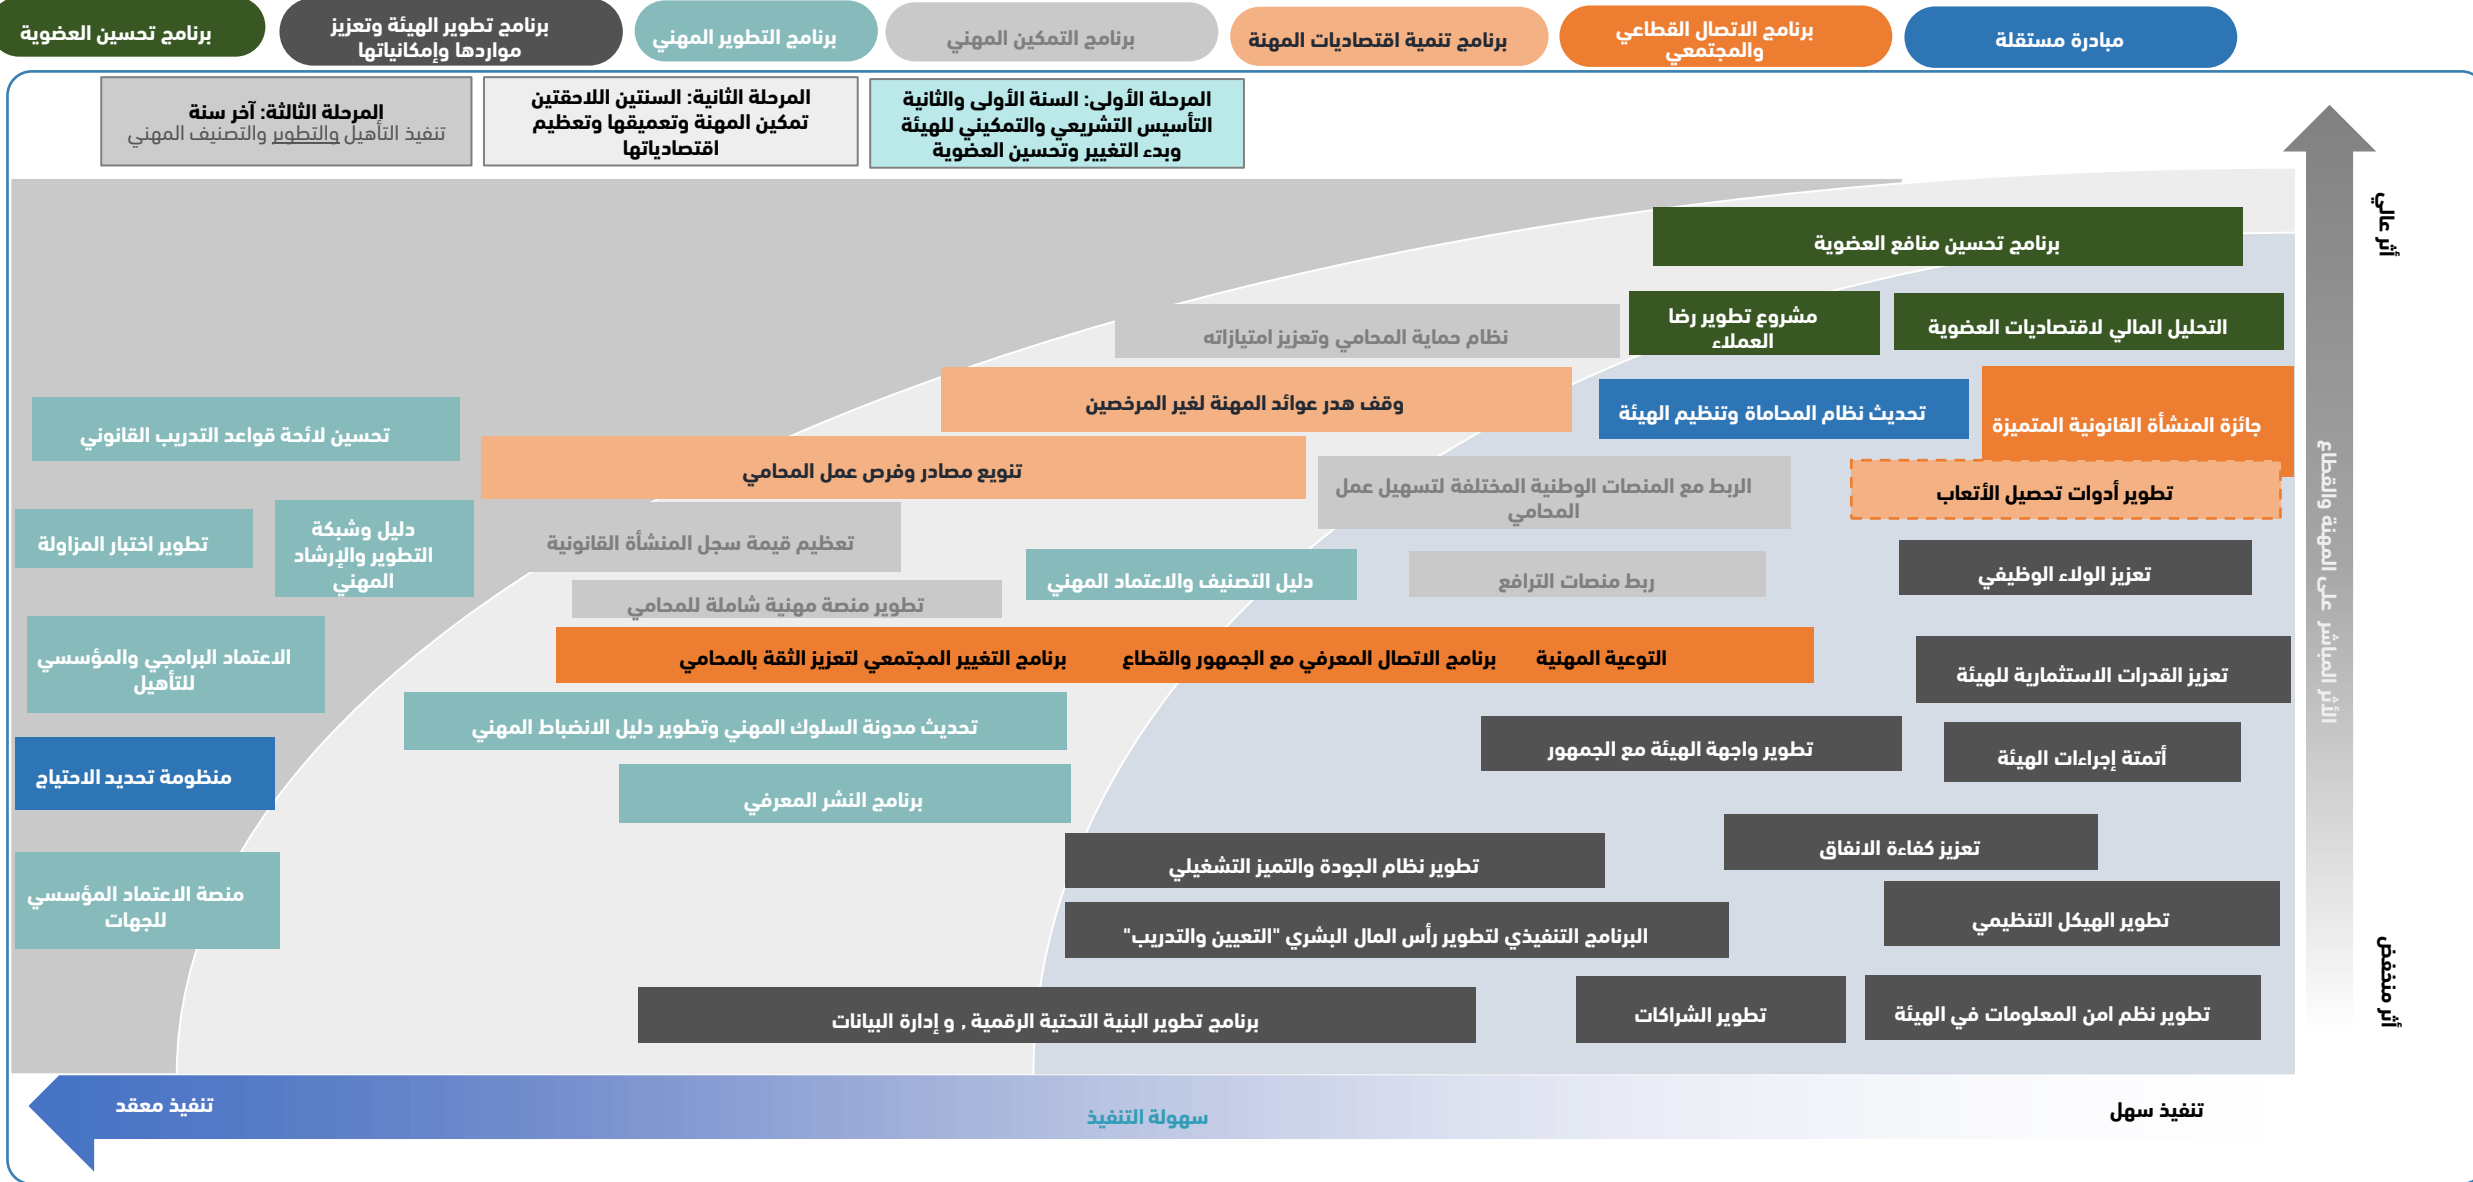 مبادرة مستقلة
برنامج الاتصال القطاعي
والمجتمعي
برنامج تنمية اقتصاديات المهنة
برنامج التمكين المهني
برنامج التطوير المهني
برنامج تطوير الهيئة وتعزيز
مواردها وإمكانياتها
برنامج تحسين العضوية
المرحلة الأولى: السنة الأولى والثانية
التأسيس التشريعي والتمكيني للهيئة
وبدء التغيير وتحسين العضوية
المرحلة الثانية: السنتين اللاحقتين
تمكين المهنة وتعميقها وتعظيم
اقتصادياتها
المرحلة الثالثة: آخر سنة
تنفيذ التأهيل والتطوير والتصنيف المهني
أثر عالي
الأثر المباشر على المهنة والقطاع
أثر منخفض
برنامج تحسين منافع العضوية
التحليل المالي لاقتصاديات العضوية
مشروع تطوير رضا
العملاء
نظام حماية المحامي وتعزيز امتيازاته
جائزة المنشأة القانونية المتميزة
تحديث نظام المحاماة وتنظيم الهيئة
وقف هدر عوائد المهنة لغير المرخصين
تحسين لائحة قواعد التدريب القانوني
تطوير أدوات تحصيل الأتعاب
الربط مع المنصات الوطنية المختلفة لتسهيل عمل
المحامي
تنويع مصادر وفرص عمل المحامي
تعزيز الولاء الوظيفي
ربط منصات الترافع
دليل التصنيف والاعتماد المهني
تعظيم قيمة سجل المنشأة القانونية
تطوير منصة مهنية شاملة للمحامي
دليل وشبكة
التطوير والإرشاد
المهني
تطوير اختبار المزاولة
تعزيز القدرات الاستثمارية للهيئة
التوعية المهنية برنامج الاتصال المعرفي مع الجمهور والقطاع برنامج التغيير المجتمعي لتعزيز الثقة بالمحامي
الاعتماد البرامجي والمؤسسي
للتأهيل
أتمتة إجراءات الهيئة
تطوير واجهة الهيئة مع الجمهور
تحديث مدونة السلوك المهني وتطوير دليل الانضباط المهني
منظومة تحديد الاحتياج
برنامج النشر المعرفي
تعزيز كفاءة الانفاق
تطوير نظام الجودة والتميز التشغيلي
منصة الاعتماد المؤسسي
للجهات
تطوير الهيكل التنظيمي
البرنامج التنفيذي لتطوير رأس المال البشري "التعيين والتدريب"
تطوير نظم امن المعلومات في الهيئة
تطوير الشراكات
برنامج تطوير البنية التحتية الرقمية , و إدارة البيانات
تنفيذ سهل
سهولة التنفيذ
تنفيذ معقد